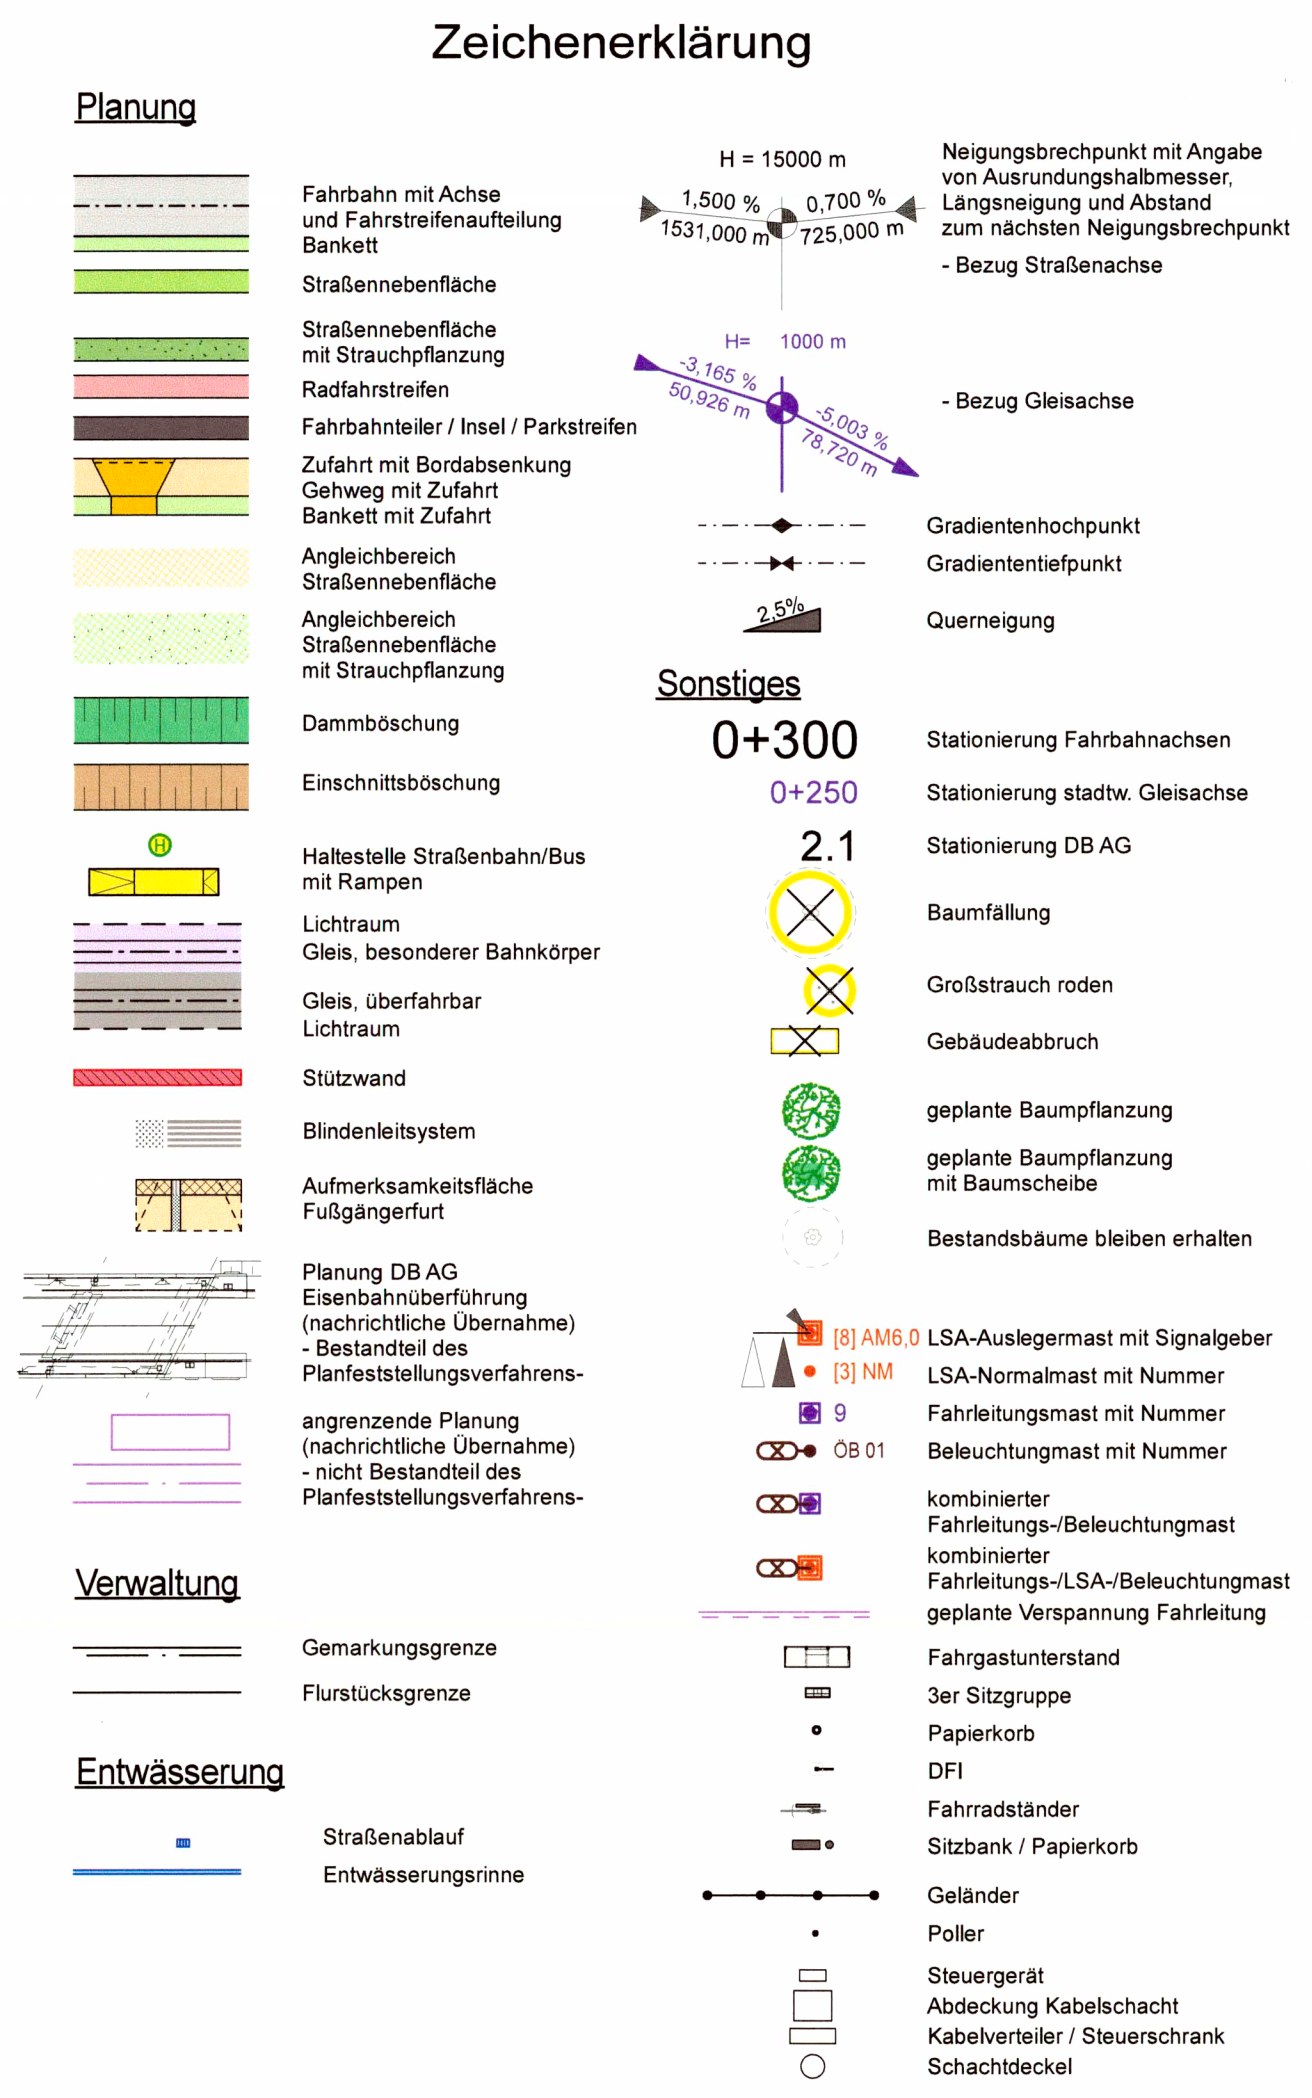 Zeichenerklärung
Planung
Fahrbahn mit Achse
und Fahrstreifenaufteilung
Bankett
Straßennebenfläche
Straßennebenfläche
mit Strauchpflanzung
Radfahrstreifen
Fahrbahnteiler / Insel / Parkstreifen
Zufahrt mit Bordabsenkung
Gehweg mit Zufahrt
Bankett mit Zufahrt
Angleichbereich
Straßennebenfläche
Angleichbereich
Straßennebenfläche
mit Strauchpflanzung
Dammböschung
Einschnittsböschung
H
Haltestelle Straßenbahn/Bus
mit Rampen
Lichtraum
Gleis, besonderer Bahnkörper
Gleis, überfahrbar
Lichtraum
Stützwand
Blindenleitsystem
Aufmerksamkeitsfläche
Fußgängerfurt
Planung DB AG
Eisenbahnüberführung
(nachrichtliche Übernahme)
- Bestandteil des
Planfeststellungsverfahrens-
angrenzende Planung
(nachrichtliche Übernahme)
- nicht Bestandteil des
Planfeststellungsverfahrens-
Verwaltung
Gemarkungsgrenze
Flurstücksgrenze
Entwässerung
Straßenablauf
Entwässerungsrinne
H = 15000 m
1,500 % 0,700 %
1531,000 m 725,000 m
Neigungsbrechpunkt mit Angabe
von Ausrundungshalbmesser,
Längsneigung und Abstand
zum nächsten Neigungsbrechpunkt
- Bezug Straßenachse
H= 1000 m
-3,165 %
50,926 m
-5,003 %
78,720 m
- Bezug Gleisachse
Gradientenhochpunkt
Gradiententiefpunkt
2,5%
Querneigung
Sonstiges
0+300 Stationierung Fahrbahnachsen
0+250 Stationierung stadtw. Gleisachse
2.1 Stationierung DB AG
Baumfällung
Großstrauch roden
Gebäudeabbruch
geplante Baumpflanzung
geplante Baumpflanzung
mit Baumscheibe
Bestandsbäume bleiben erhalten
[8] AM6,0 LSA-Auslegermast mit Signalgeber
[3] NM LSA-Normalmast mit Nummer
9 Fahrleitungsmast mit Nummer
ÖB 01 Beleuchtungmast mit Nummer
kombinierter
Fahrleitungs-/Beleuchtungmast
kombinierter
Fahrleitungs-/LSA-/Beleuchtungmast
geplante Verspannung Fahrleitung
Fahrgastunterstand
3er Sitzgruppe
Papierkorb
DFI
Fahrradständer
Sitzbank / Papierkorb
Geländer
Poller
Steuergerät
Abdeckung Kabelschacht
Kabelverteiler / Steuerschrank
Schachtdeckel